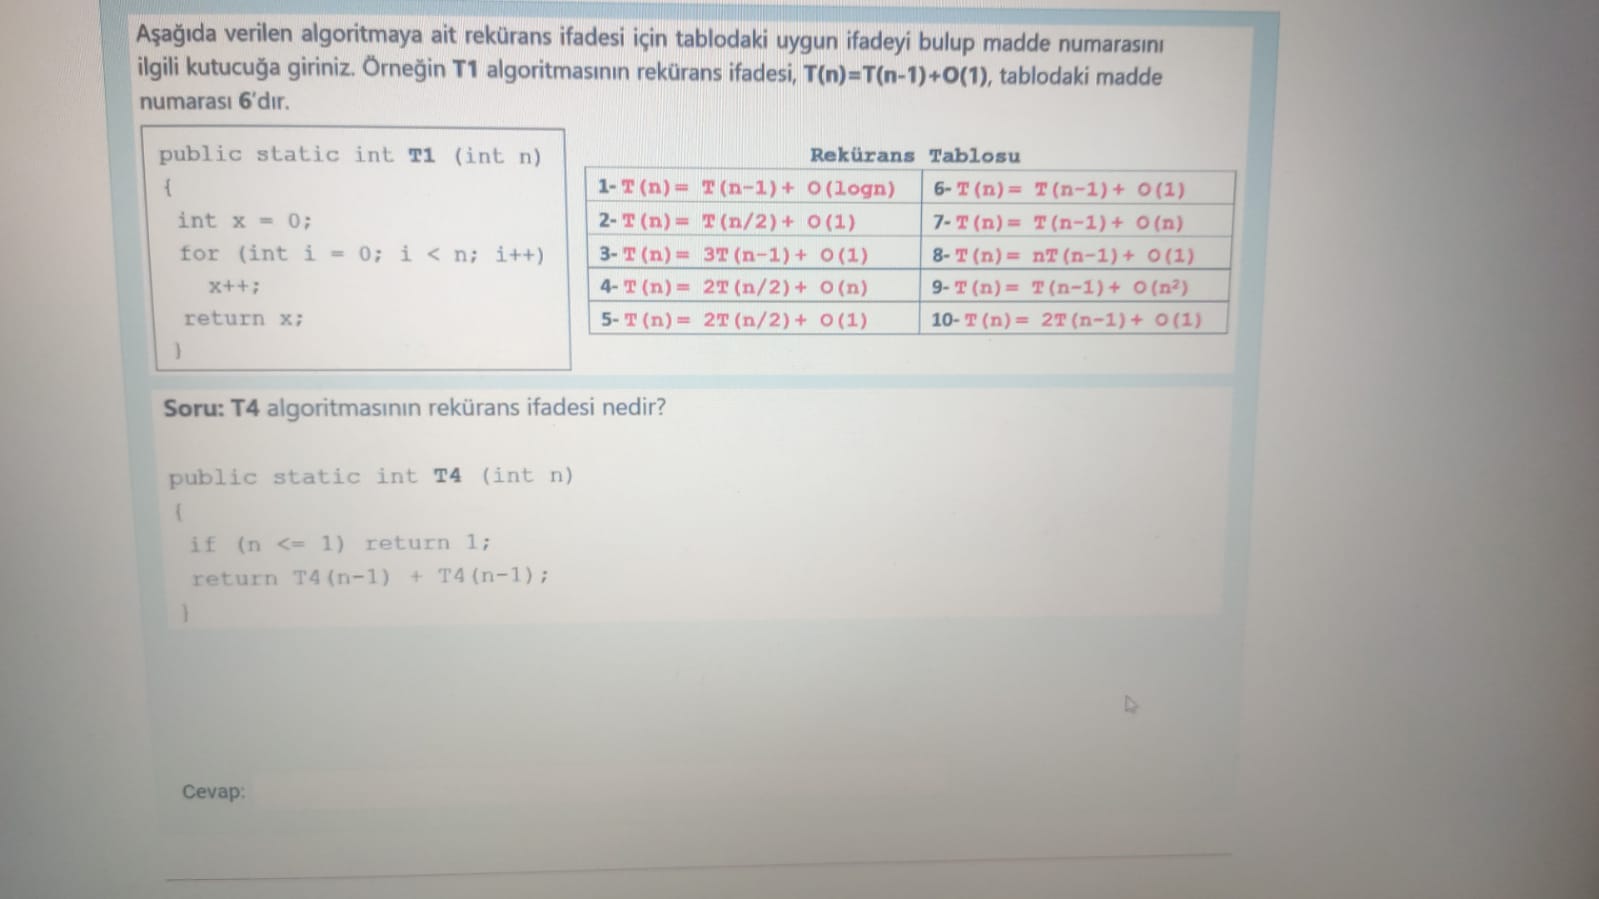 Aşağıda verilen algoritmaya ait rekürans ifadesi için tablodaki uygun ifadeyi bulup madde numarasını
ilgili kutucuğa giriniz. Örneğin T1 algoritmasının rekürans ifadesi, T(n)=T(n-1)+O(1), tablodaki madde
numarası 6'dır.
public static int T1 (int n)
{
int x = 0;
for (int i = 0; i < n; i++)
x++;
return x;
}
Rekürans Tablosu
1- T(n)= T(n-1)+ O(logn) 6- T(n)= T(n-1)+ O(1)
2- T(n)= T(n/2)+ O(1) 7- T(n)= T(n-1)+ O(n)
3- T(n)= 3T(n-1)+ O(1) 8- T(n)= nT(n-1)+ O(1)
4- T(n)= 2T(n/2)+ O(n) 9- T(n)= T(n-1)+ O(n²)
5- T(n)= 2T(n/2)+ O(1) 10- T(n)= 2T(n-1)+ O(1)
Soru: T4 algoritmasının rekürans ifadesi nedir?
public static int T4 (int n)
{
if (n <= 1) return 1;
return T4(n-1) + T4(n-1);
}
Cevap: